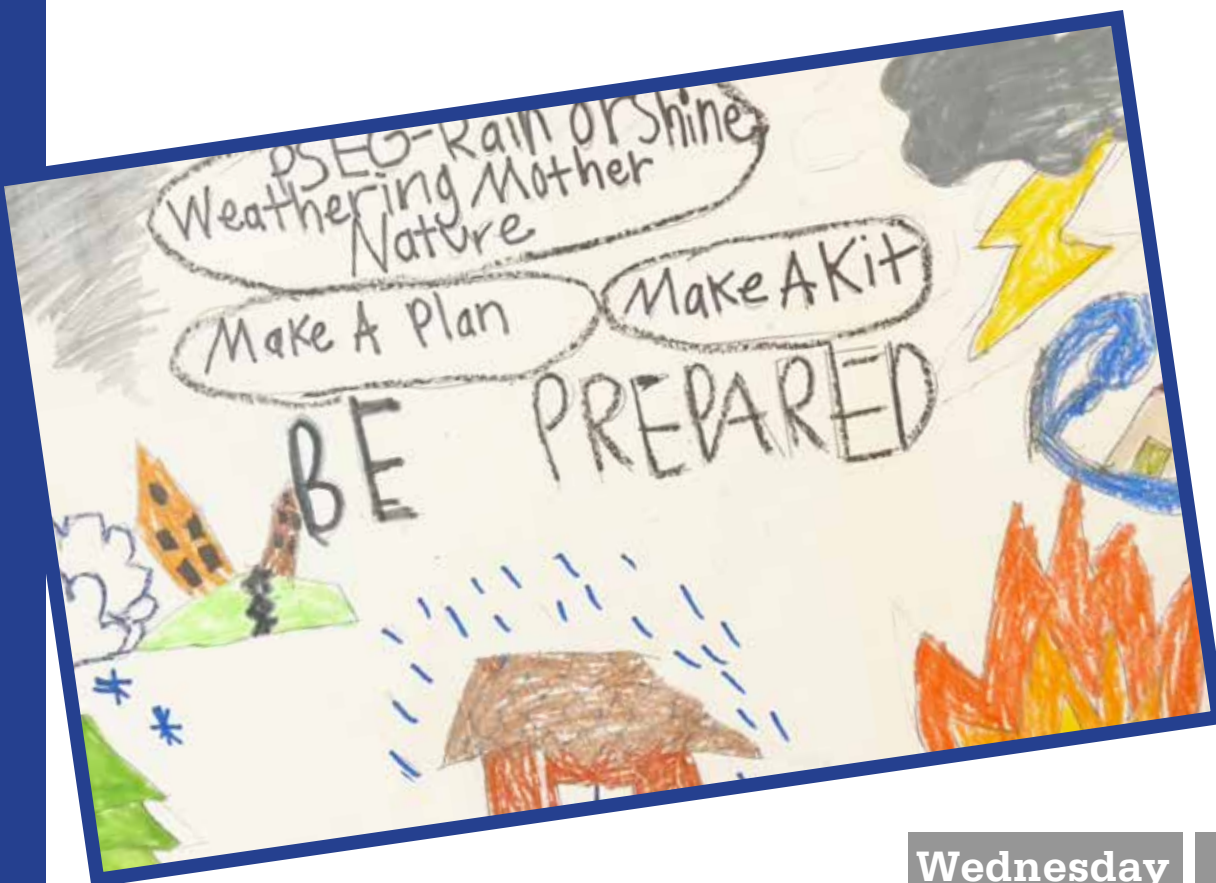 PSEG-Rain Or Shine
Weathering Mother
Nature
Make A Plan
Make A Kit
BE PREPARED
Wednesday